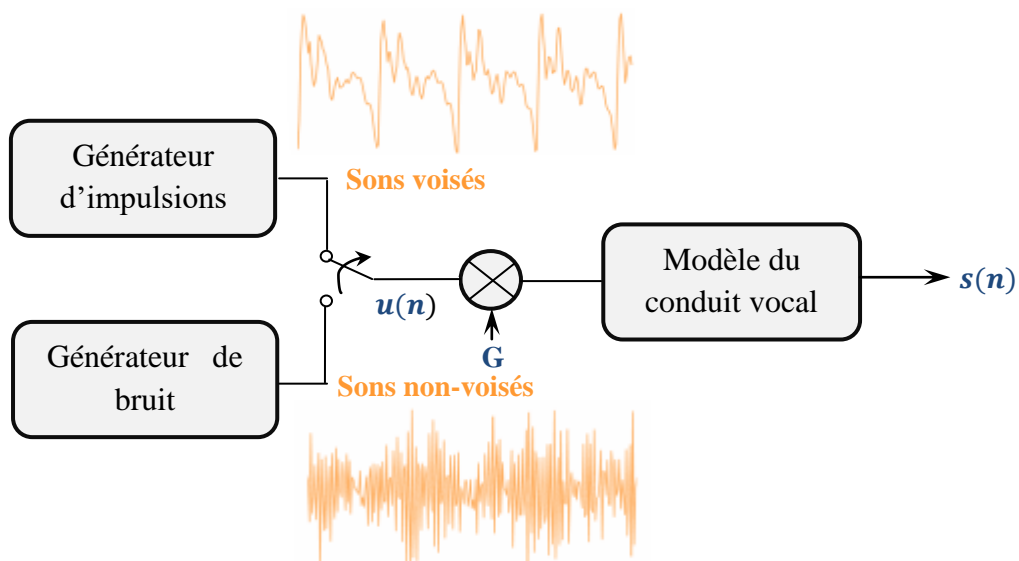 Générateur
d’impulsions
Sons voisés
Modèle du
conduit vocal
s(n)
u(n)
G
Générateur de
bruit
Sons non-voisés